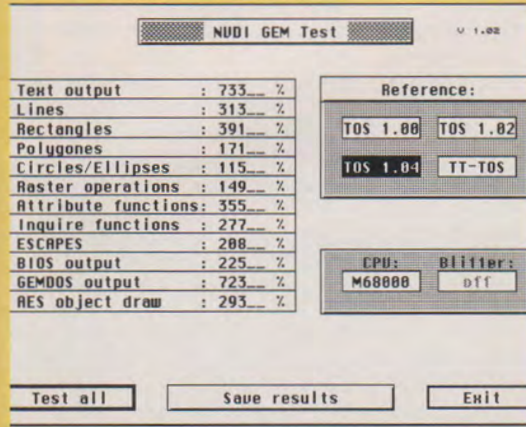 NVDI GEM Test
V 1.02
Text output : 733__ %
Lines : 313__ %
Rectangles : 391__ %
Polygones : 171__ %
Circles/Ellipses : 115__ %
Raster operations : 149__ %
Attribute functions: 355__ %
Inquire functions : 277__ %
ESCAPES : 208__ %
BIOS output : 225__ %
GEMDOS output : 723__ %
AES object draw : 293__ %
Reference:
TOS 1.00 TOS 1.02
TOS 1.04 TT-TOS
CPU: Blitter:
M68000 off
Test all Save results Exit